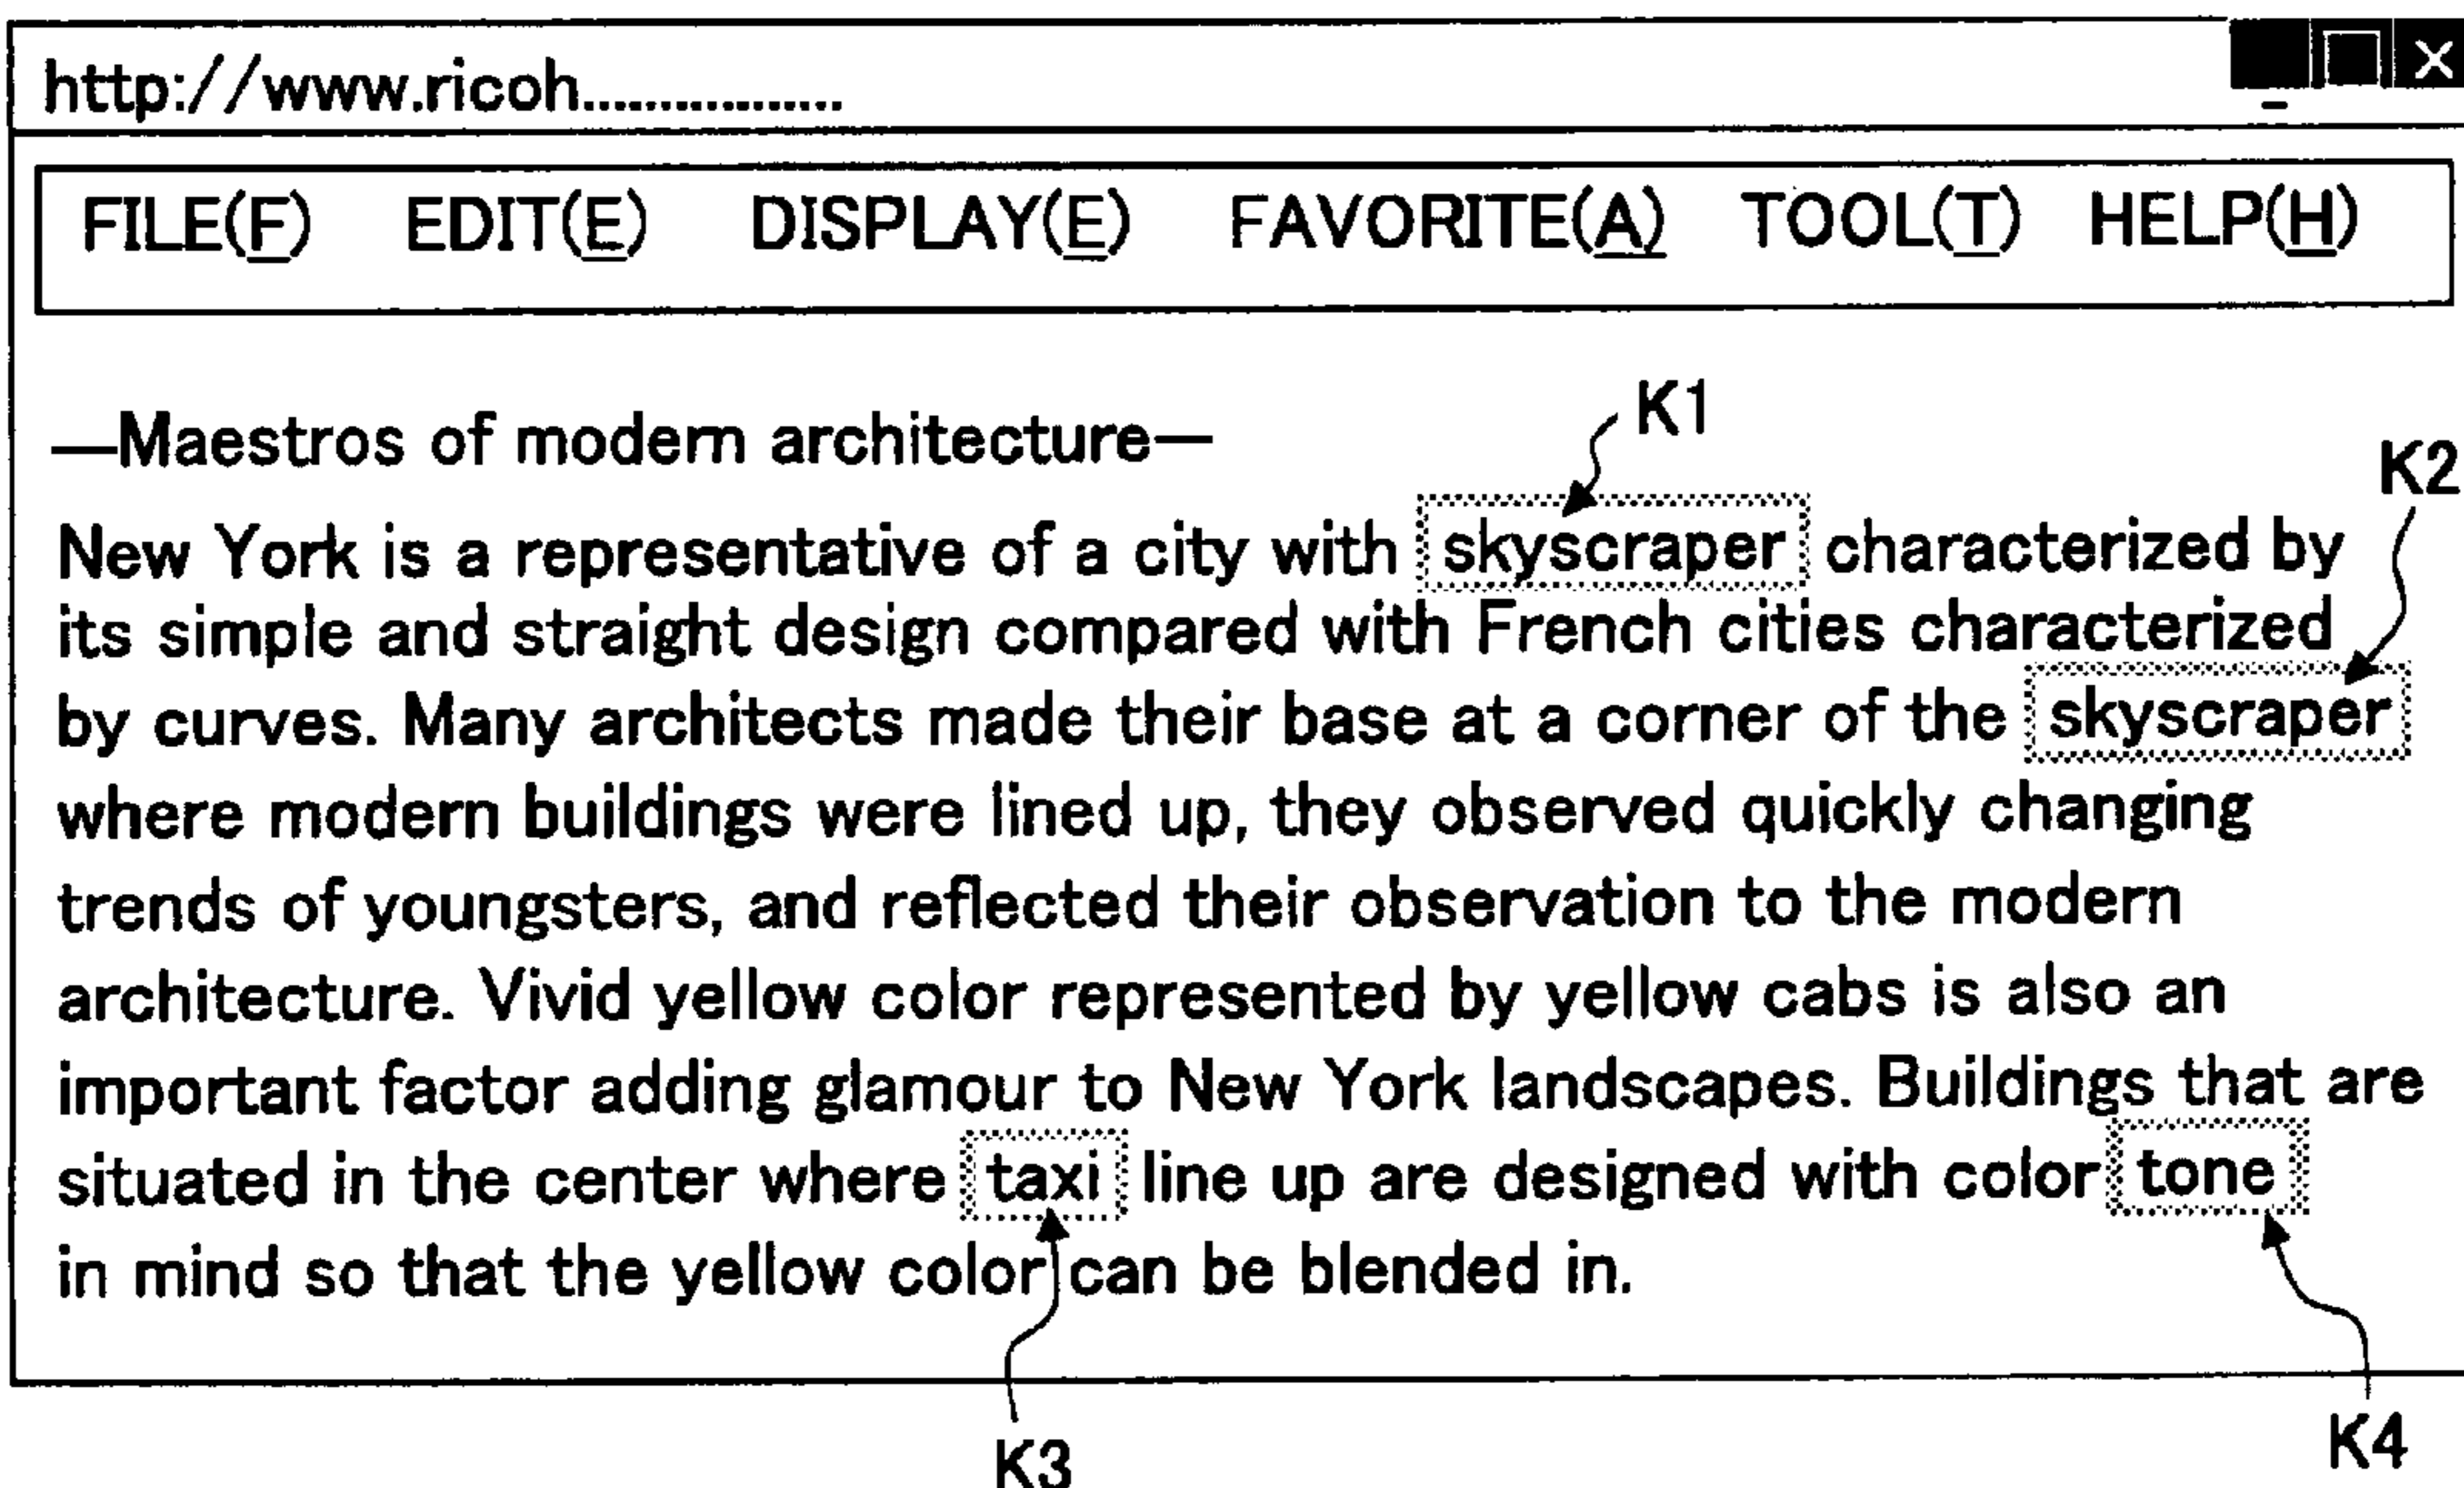 http://www.ricoh.................
FILE(F) EDIT(E) DISPLAY(E) FAVORITE(A) TOOL(T) HELP(H)
K1
—Maestros of modern architecture—
K2
New York is a representative of a city with skyscraper characterized by
its simple and straight design compared with French cities characterized
by curves. Many architects made their base at a corner of the skyscraper
where modern buildings were lined up, they observed quickly changing
trends of youngsters, and reflected their observation to the modern
architecture. Vivid yellow color represented by yellow cabs is also an
important factor adding glamour to New York landscapes. Buildings that are
situated in the center where taxi line up are designed with color tone
in mind so that the yellow color can be blended in.
K3
K4